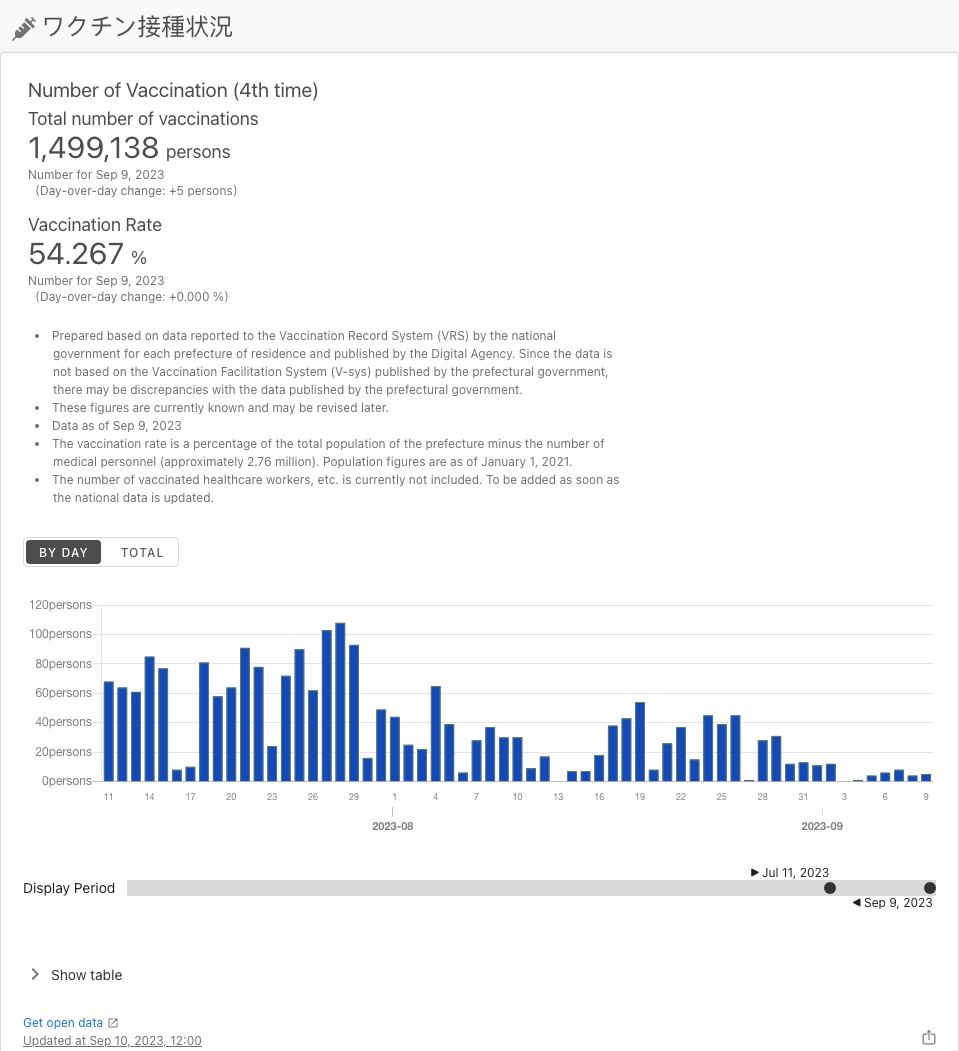 ワクチン接種状況
Number of Vaccination (4th time)
Total number of vaccinations
1,499,138 persons
Number for Sep 9, 2023
(Day-over-day change: +5 persons)
Vaccination Rate
54.267 %
Number for Sep 9, 2023
(Day-over-day change: +0.000 %)
• Prepared based on data reported to the Vaccination Record System (VRS) by the national
government for each prefecture of residence and published by the Digital Agency. Since the data is
not based on the Vaccination Facilitation System (V-sys) published by the prefectural government,
there may be discrepancies with the data published by the prefectural government.
• These figures are currently known and may be revised later.
• Data as of Sep 9, 2023
• The vaccination rate is a percentage of the total population of the prefecture minus the number of
medical personnel (approximately 2.76 million). Population figures are as of January 1, 2021.
• The number of vaccinated healthcare workers, etc. is currently not included. To be added as soon as
the national data is updated.
BY DAY TOTAL
120persons
100persons
80persons
60persons
40persons
20persons
0persons
11 14 17 20 23 26 29 1 4 7 10 13 16 19 22 25 28 31 3 6 9
2023-08 2023-09
▶ Jul 11, 2023
Display Period
◀ Sep 9, 2023
Show table
Get open data
Updated at Sep 10, 2023, 12:00